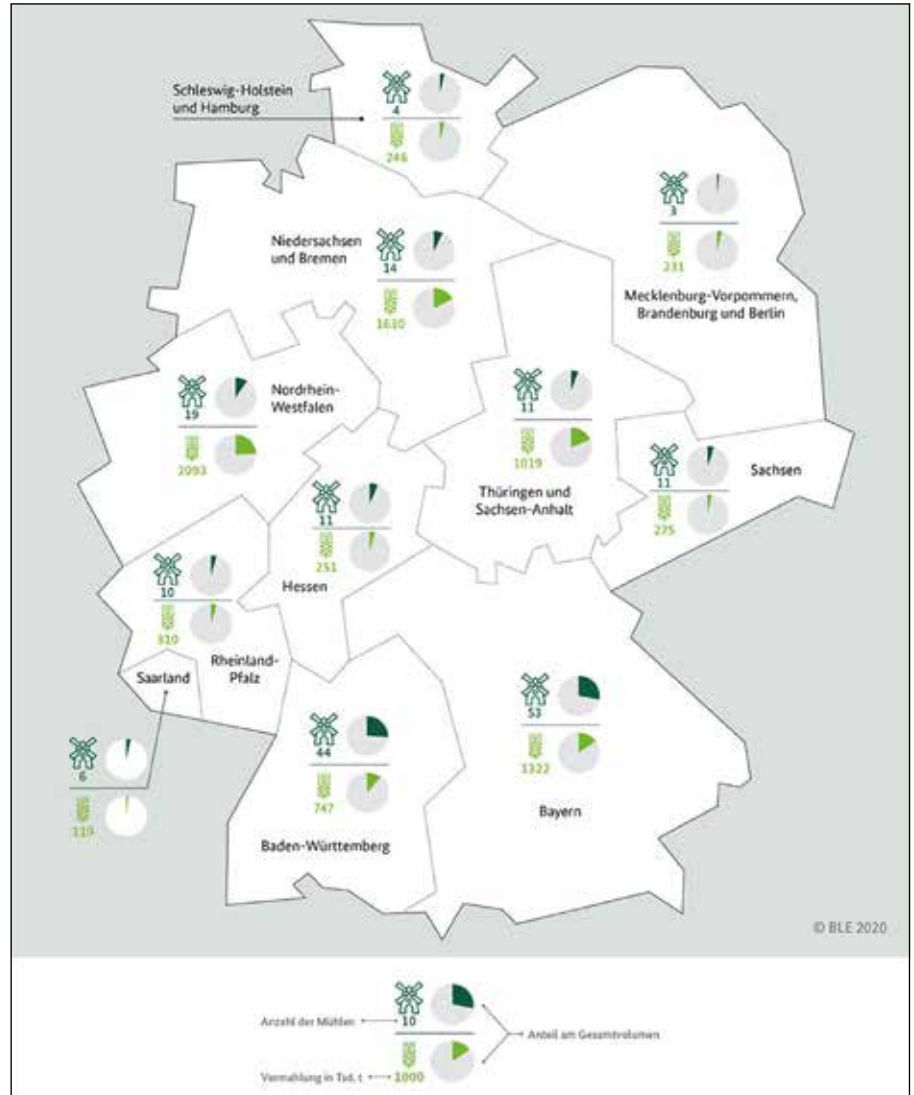 Schleswig-Holstein
und Hamburg
4
246
3
231
Mecklenburg-Vorpommern,
Brandenburg und Berlin
Niedersachsen
und Bremen
14
1610
19
2093
Nordrhein-
Westfalen
11
1019
Thüringen und
Sachsen-Anhalt
11
275
Sachsen
11
251
Hessen
10
310
Rheinland-
Pfalz
Saarland
6
119
44
747
Baden-Württemberg
53
1322
Bayern
© BLE 2020
Anzahl der Mühlen
10
Anteil am Gesamtvolumen
Vermahlung in Tsd. t
1000